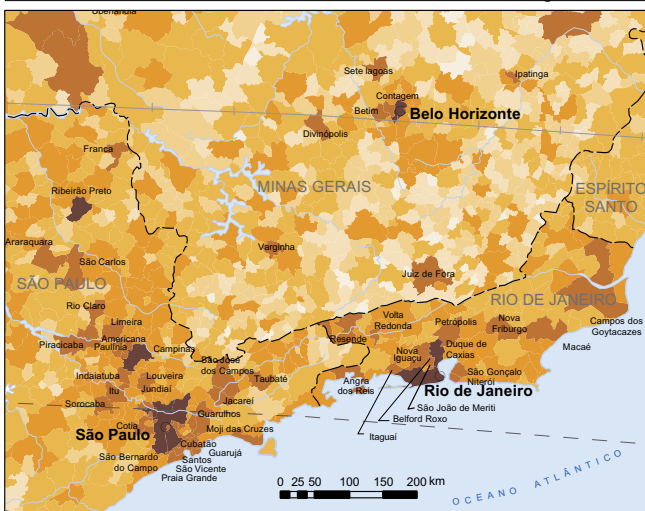 Uberlândia
Sete lagoas
Ipatinga
Contagem
Betim
Belo Horizonte
Divinópolis
Franca
MINAS GERAIS
ESPÍRITO
SANTO
Ribeirão Preto
Araraquara
São Carlos
Varginha
SÃO PAULO
Juiz de Fora
RIO DE JANEIRO
Rio Claro
Limeira
Volta
Redonda
Petrópolis
Nova
Friburgo
Campos dos
Goytacazes
Macaé
Piracicaba
Americana
Paulínia
Campinas
Resende
Nova
Iguaçu
Duque de
Caxias
São José
dos Campos
Indaiatuba
Louveira
Itu
Jundiaí
Taubaté
Angra
dos Reis
São Gonçalo
Niterói
Rio de Janeiro
Sorocaba
Jacareí
Guarulhos
São João de Meriti
Belford Roxo
Cotia
Moji das Cruzes
São Paulo
Itaguaí
Cubatão
Guarujá
São Bernardo
do Campo
Santos
São Vicente
Praia Grande
0 25 50 100 150 200 km
OCEANO ATLÂNTICO